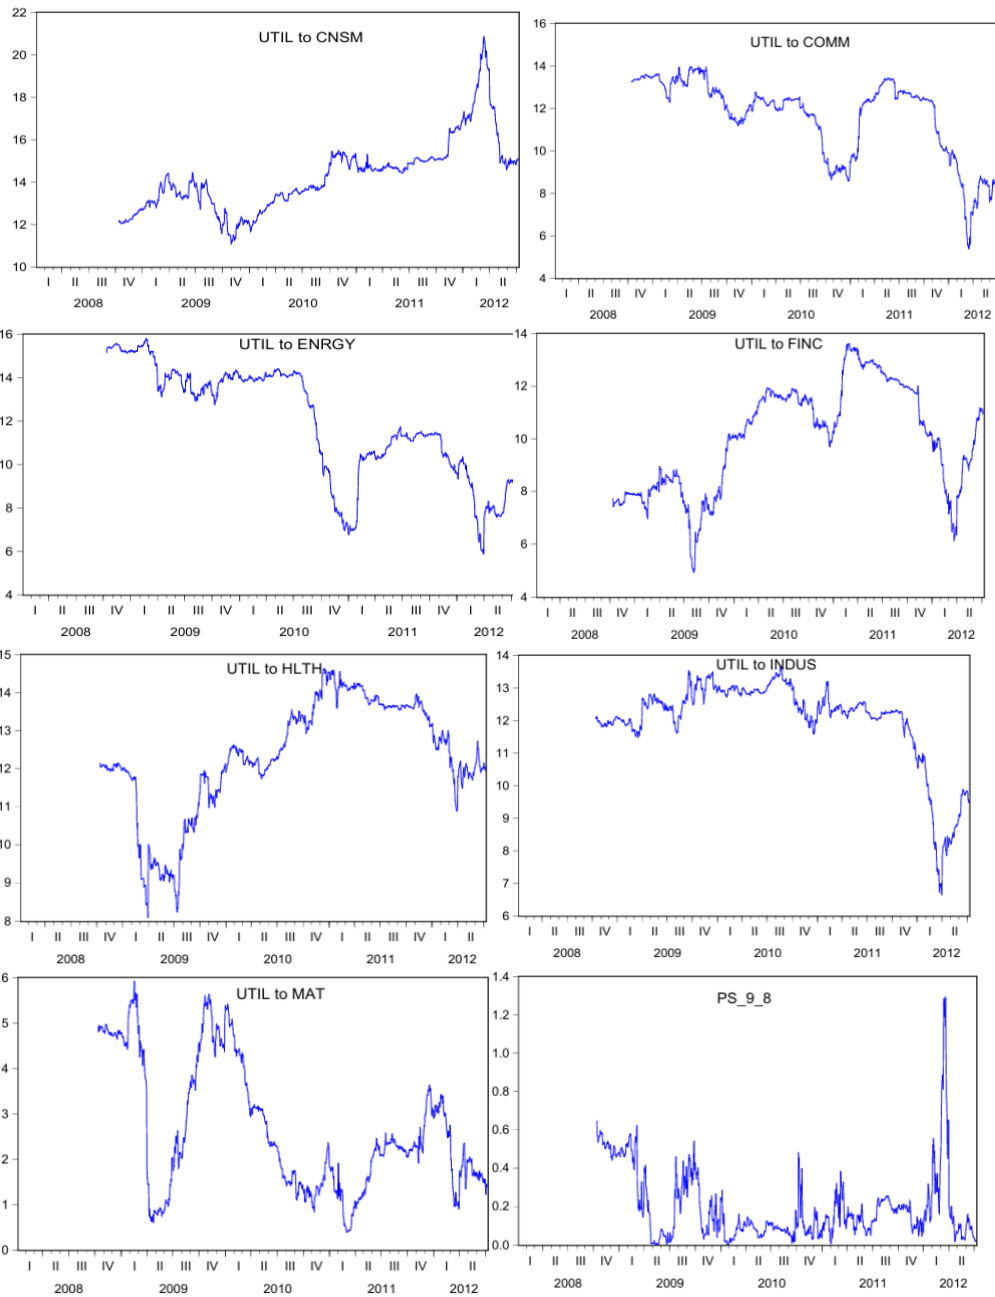 UTIL to CNSM
22
20
18
16
14
12
10
I II III IV I II III IV I II III IV I II III IV I II
2008 2009 2010 2011 2012
UTIL to COMM
16
14
12
10
8
6
4
I II III IV I II III IV I II III IV I II III IV I II
2008 2009 2010 2011 2012
UTIL to ENRGY
16
14
12
10
8
6
4
I II III IV I II III IV I II III IV I II III IV I II
2008 2009 2010 2011 2012
UTIL to FINC
14
12
10
8
6
4
I II III IV I II III IV I II III IV I II III IV I II
2008 2009 2010 2011 2012
UTIL to HLTH
15
14
13
12
11
10
9
8
I II III IV I II III IV I II III IV I II III IV I II
2008 2009 2010 2011 2012
UTIL to INDUS
14
13
12
11
10
9
8
7
6
I II III IV I II III IV I II III IV I II III IV I II
2008 2009 2010 2011 2012
UTIL to MAT
6
5
4
3
2
1
0
I II III IV I II III IV I II III IV I II III IV I II
2008 2009 2010 2011 2012
PS_9_8
1.4
1.2
1.0
0.8
0.6
0.4
0.2
0.0
I II III IV I II III IV I II III IV I II III IV I II
2008 2009 2010 2011 2012